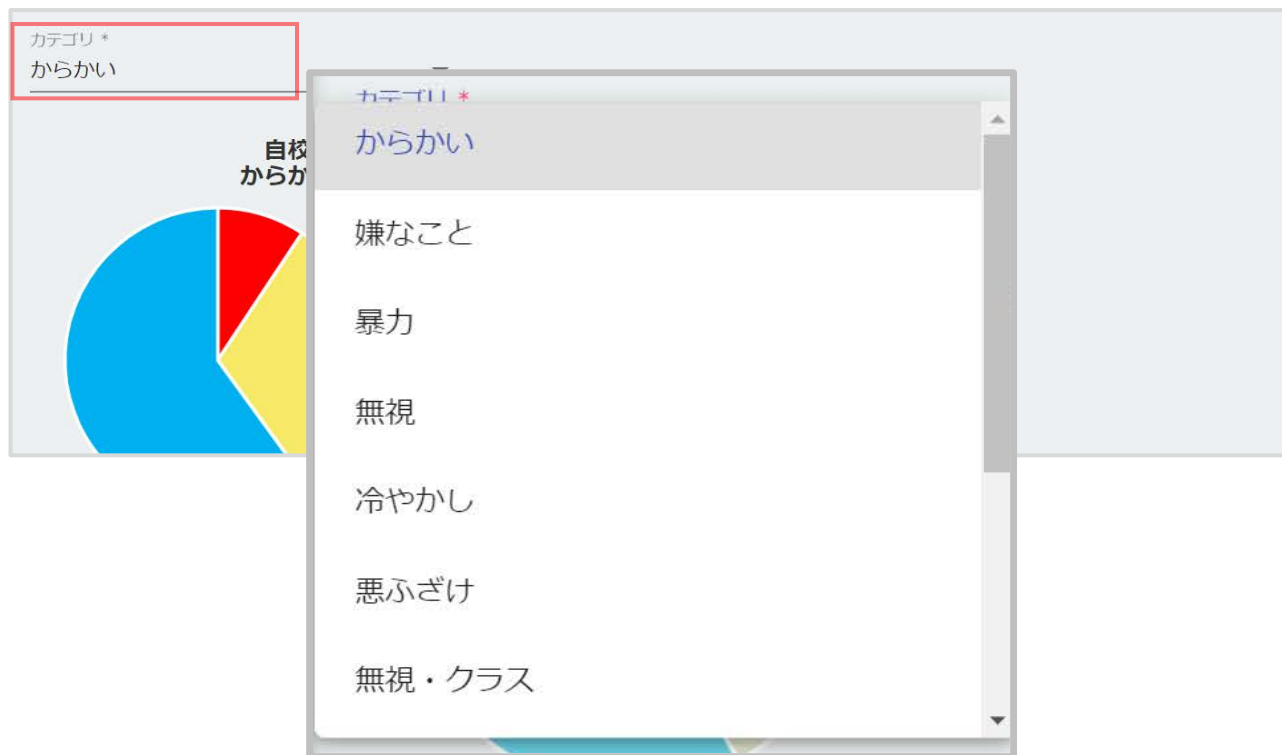 カテゴリ *
からかい
自校
からか
カテゴリ *
からかい
嫌なこと
暴力
無視
冷やかし
悪ふざけ
無視・クラス